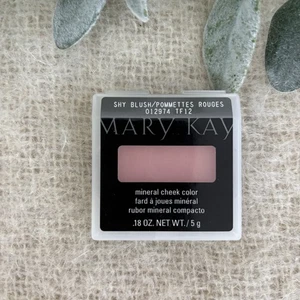 SHY BLUSH/POMMETTES ROUGES
012974 TF12
MARY KAY
mineral cheek color
fard à joues minéral
rubor mineral compacto
.18 OZ. NET WT./5 g